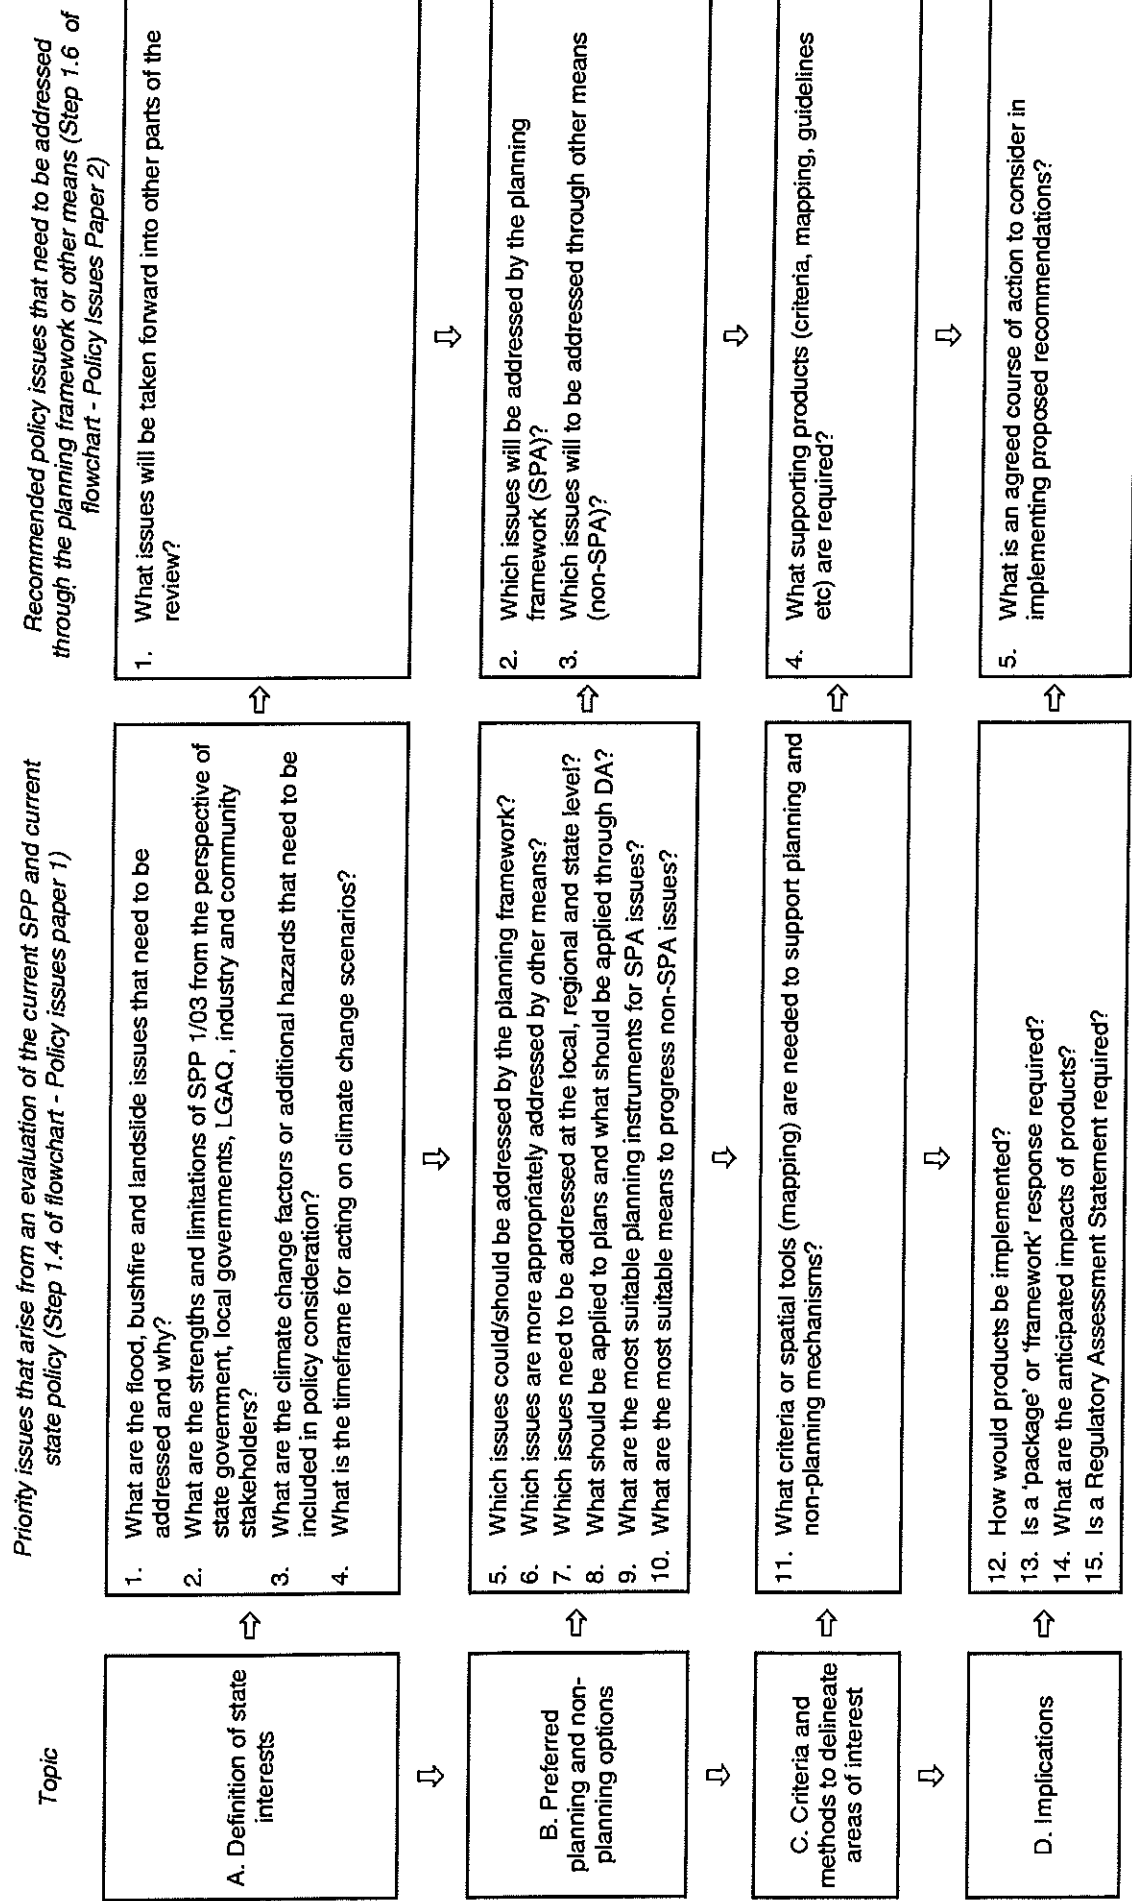 Topic
Priority issues that arise from an evaluation of the current SPP and current
state policy (Step 1.4 of flowchart - Policy issues paper 1)
Recommended policy issues that need to be addressed
through the planning framework or other means (Step 1.6 of
flowchart - Policy Issues Paper 2)
A. Definition of state
interests
1. What are the flood, bushfire and landslide issues that need to be
addressed and why?
2. What are the strengths and limitations of SPP 1/03 from the perspective of
state government, local governments, LGAQ , industry and community
stakeholders?
3. What are the climate change factors or additional hazards that need to be
included in policy consideration?
4. What is the timeframe for acting on climate change scenarios?
1. What issues will be taken forward into other parts of the
review?
B. Preferred
planning and non-
planning options
5. Which issues could/should be addressed by the planning framework?
6. Which issues are more appropriately addressed by other means?
7. Which issues need to be addressed at the local, regional and state level?
8. What should be applied to plans and what should be applied through DA?
9. What are the most suitable planning instruments for SPA issues?
10. What are the most suitable means to progress non-SPA issues?
2. Which issues will be addressed by the planning
framework (SPA)?
3. Which issues will to be addressed through other means
(non-SPA)?
C. Criteria and
methods to delineate
areas of interest
11. What criteria or spatial tools (mapping) are needed to support planning and
non-planning mechanisms?
4. What supporting products (criteria, mapping, guidelines
etc) are required?
D. Implications
12. How would products be implemented?
13. Is a 'package' or 'framework' response required?
14. What are the anticipated impacts of products?
15. Is a Regulatory Assessment Statement required?
5. What is an agreed course of action to consider in
implementing proposed recommendations?